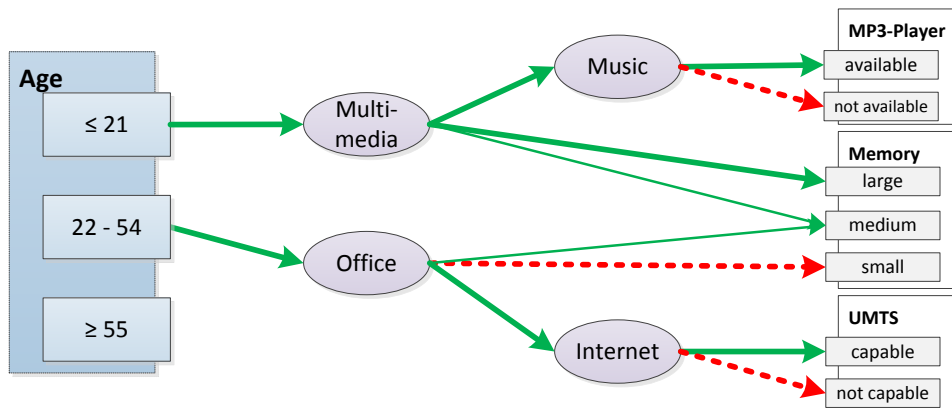 Age
≤ 21
22 - 54
≥ 55
Multi-
media
Office
Music
Internet
MP3-Player
available
not available
Memory
large
medium
small
UMTS
capable
not capable